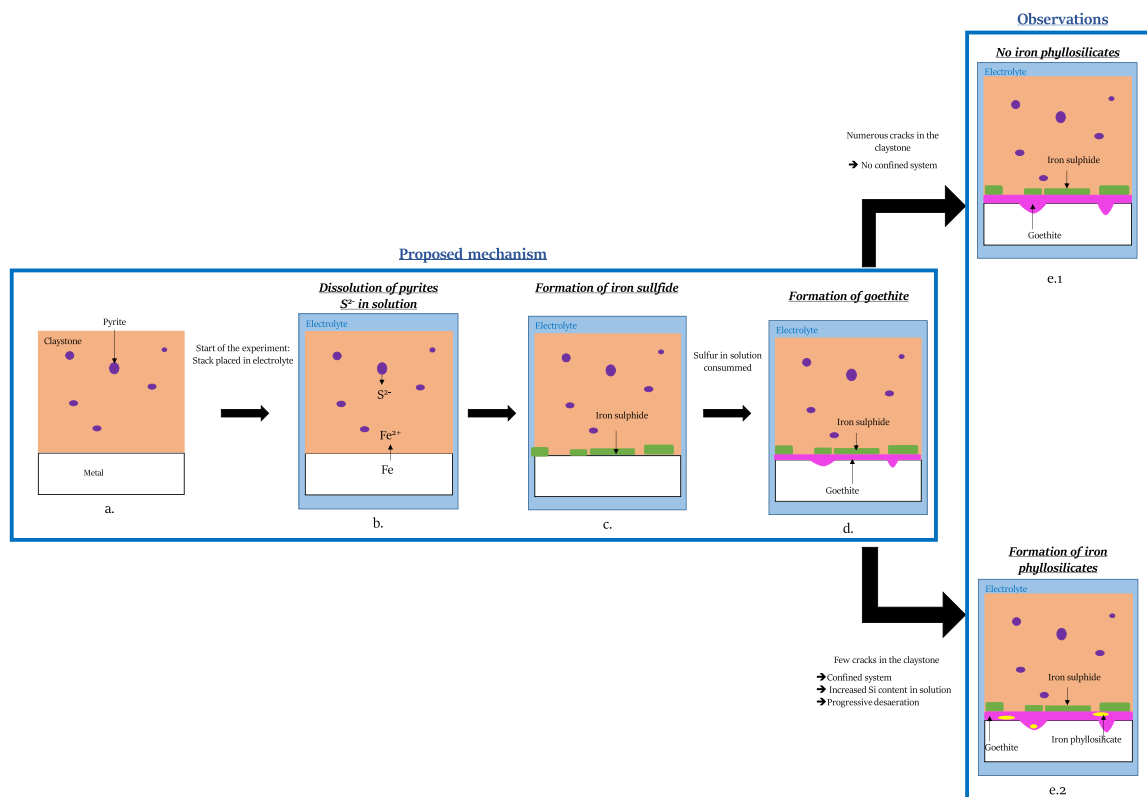 Observations
No iron phyllosilicates
Electrolyte
Numerous cracks in the
claystone
➔ No confined system
Iron sulphide
Goethite
e.1
Proposed mechanism
Pyrite
Claystone
Metal
a.
Start of the experiment:
Stack placed in electrolyte
Dissolution of pyrites
S²⁻ in solution
Electrolyte
S²⁻
Fe²⁺
Fe
b.
Formation of iron sullfide
Electrolyte
Iron sulphide
c.
Sulfur in solution
consummed
Formation of goethite
Electrolyte
Iron sulphide
Goethite
d.
Few cracks in the claystone
➔Confined system
➔ Increased Si content in solution
➔Progressive desaeration
Formation of iron
phyllosilicates
Electrolyte
Iron sulphide
Goethite
Iron phyllosilicate
e.2